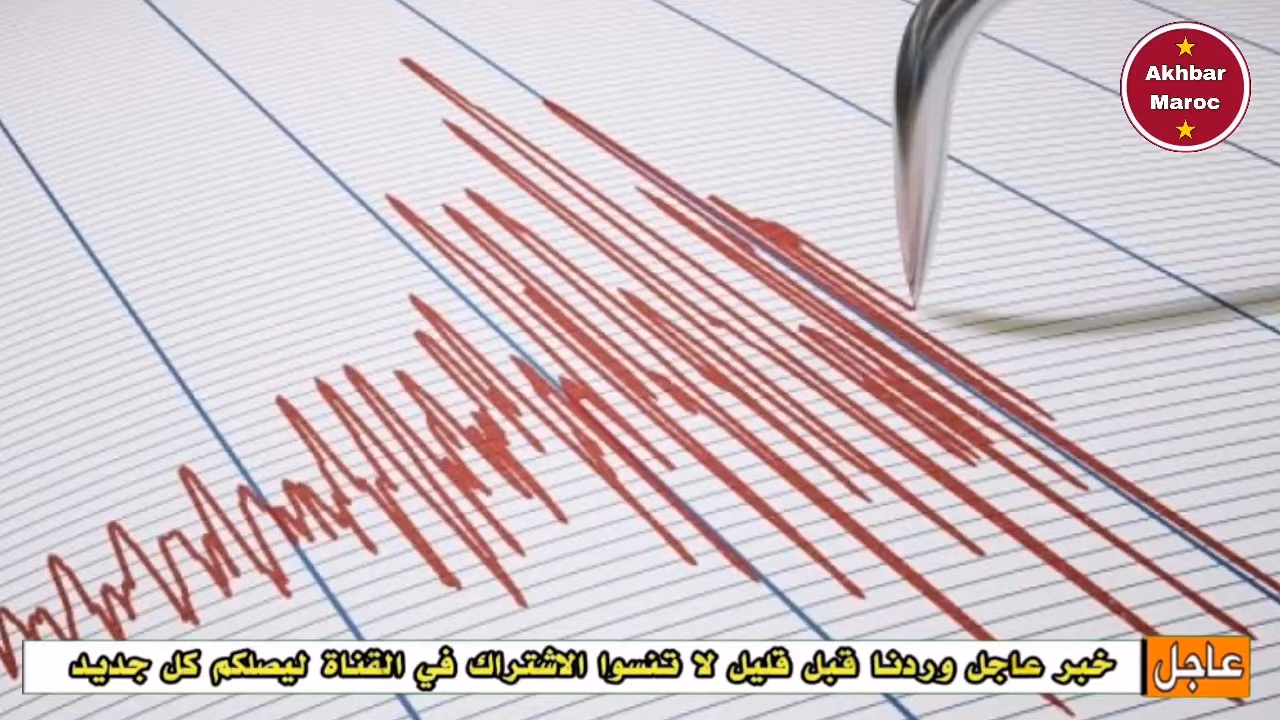 Akhbar
Maroc
خبر عاجل وردنا قبل قليل لا تنسوا الاشتراك في القناة ليصلكم كل جديد
عاجل